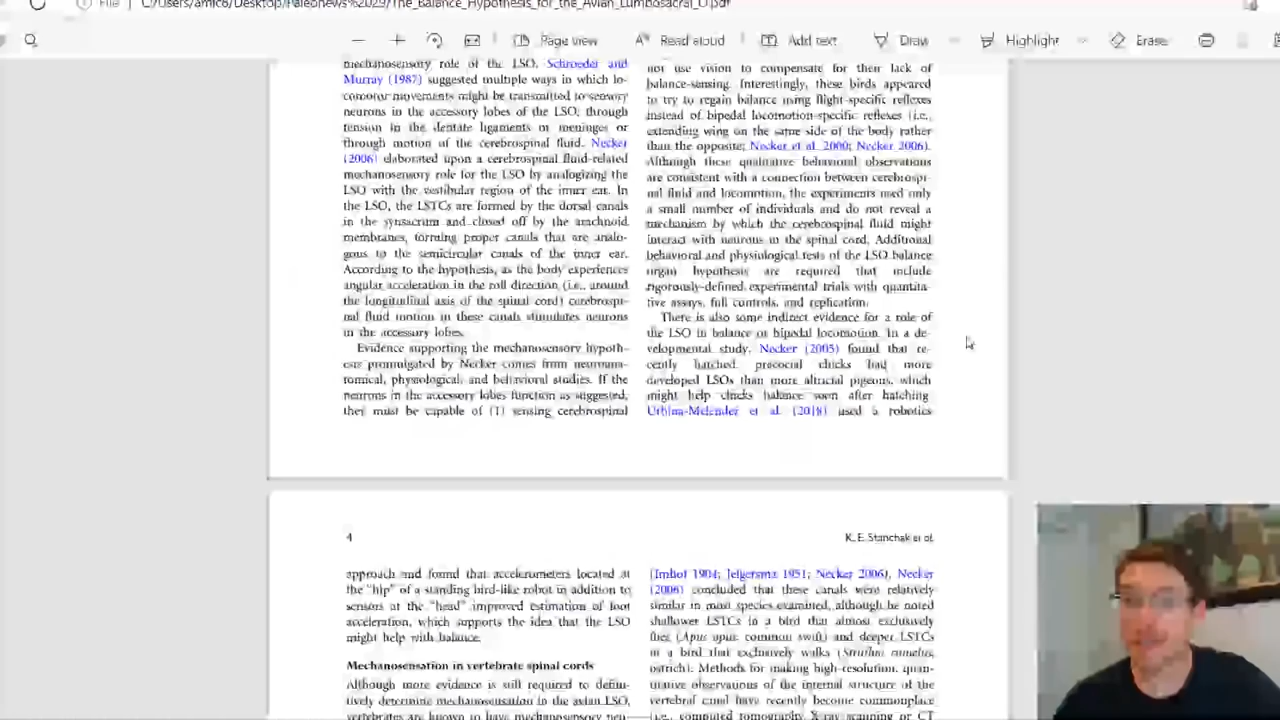 File
C:/Users/amic8/Desktop/Paleonews%2029/The_Balance_Hypothesis_for_the_Avian_Lumbosacral_O.pdf
Page view
Read aloud
Add text
Draw
Highlight
Erase
mechanosensory role of the LSO. Schroeder and
Murray (1987) suggested multiple ways in which lo-
comotor movements might be transmitted to sensory
neurons in the accessory lobes of the LSO: through
tension in the dentate ligaments or meninges or
through motion of the cerebrospinal fluid. Necker
(2006) elaborated upon a cerebrospinal fluid-related
mechanosensory role for the LSO by analogizing the
LSO with the vestibular region of the inner ear. In
the LSO, the LSTCs are formed by the dorsal canals
in the synsacrum and closed off by the arachnoid
membranes, forming proper canals that are analo-
gous to the semicircular canals of the inner ear.
According to the hypothesis, as the body experiences
angular acceleration in the roll direction (i.e., around
the longitudinal axis of the spinal cord) cerebrospi-
nal fluid motion in these canals stimulates neurons
in the accessory lobes.
Evidence supporting the mechanosensory hypoth-
esis promulgated by Necker comes from neuroana-
tomical, physiological, and behavioral studies. If the
neurons in the accessory lobes function as suggested,
they must be capable of (1) sensing cerebrospinal
not use vision to compensate for their lack of
balance-sensing. Interestingly, these birds appeared
to try to regain balance using flight-specific reflexes
instead of bipedal locomotion-specific reflexes (i.e.,
extending wing on the same side of the body rather
than the opposite; Necker et al. 2000; Necker 2006).
Although these qualitative behavioral observations
are consistent with a connection between cerebrospi-
nal fluid and locomotion, the experiments used only
a small number of individuals and do not reveal a
mechanism by which the cerebrospinal fluid might
interact with neurons in the spinal cord. Additional
behavioral and physiological tests of the LSO balance
organ hypothesis are required that include
rigorously-defined experimental trials with quantita-
tive assays, full controls, and replication.
There is also some indirect evidence for a role of
the LSO in balance or bipedal locomotion. In a de-
velopmental study, Necker (2005) found that re-
cently hatched, precocial chicks had more
developed LSOs than more altricial pigeons, which
might help chicks balance soon after hatching.
Urbina-Meléndez et al. (2018) used a robotics
4
K. E. Stanchak et al.
approach and found that accelerometers located at
the "hip" of a standing bird-like robot in addition to
sensors at the "head" improved estimation of foot
acceleration, which supports the idea that the LSO
might help with balance.
Mechanosensation in vertebrate spinal cords
Although more evidence is still required to defini-
tively determine mechanosensation in the avian LSO,
vertebrates are known to have mechanosensory neu-
(Imhof 1904; Jelgersma 1951; Necker 2006). Necker
(2006) concluded that these canals were relatively
similar in most species examined, although he noted
shallower LSTCs in a bird that almost exclusively
flies (Apus apus, common swift) and deeper LSTCs
in a bird that exclusively walks (Struthio camelus,
ostrich). Methods for making high-resolution, quan-
titative observations of the internal structure of the
vertebral canal have recently become commonplace
(i.e., computed tomography, X-ray scanning or CT